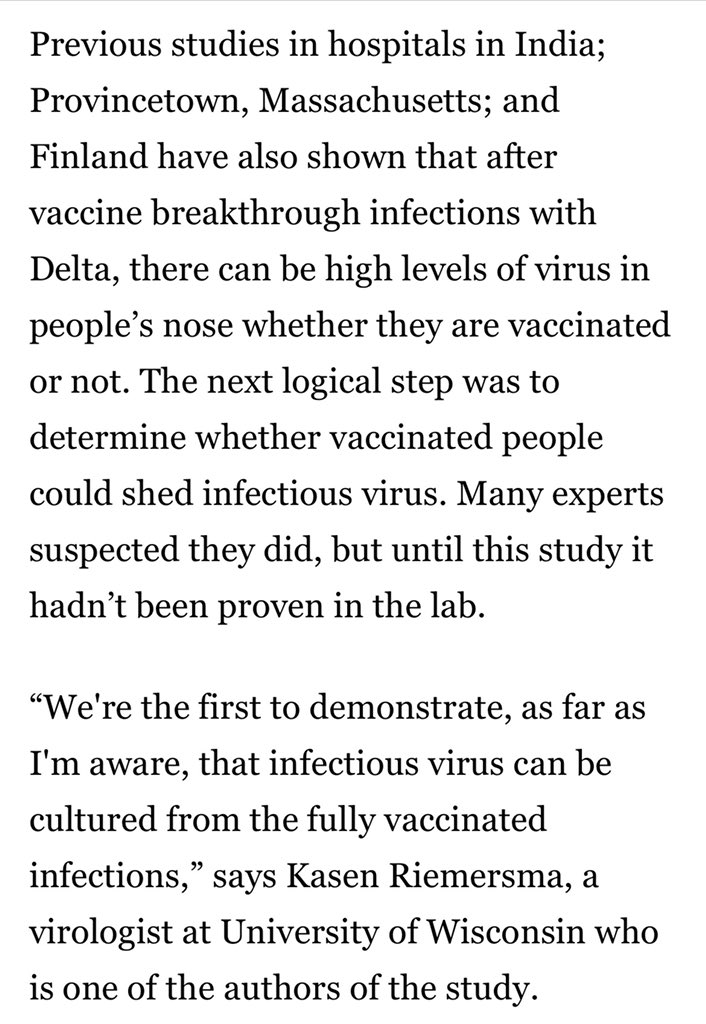 Previous studies in hospitals in India;
Provincetown, Massachusetts; and
Finland have also shown that after
vaccine breakthrough infections with
Delta, there can be high levels of virus in
people’s nose whether they are vaccinated
or not. The next logical step was to
determine whether vaccinated people
could shed infectious virus. Many experts
suspected they did, but until this study it
hadn’t been proven in the lab.
“We're the first to demonstrate, as far as
I'm aware, that infectious virus can be
cultured from the fully vaccinated
infections,” says Kasen Riemersma, a
virologist at University of Wisconsin who
is one of the authors of the study.